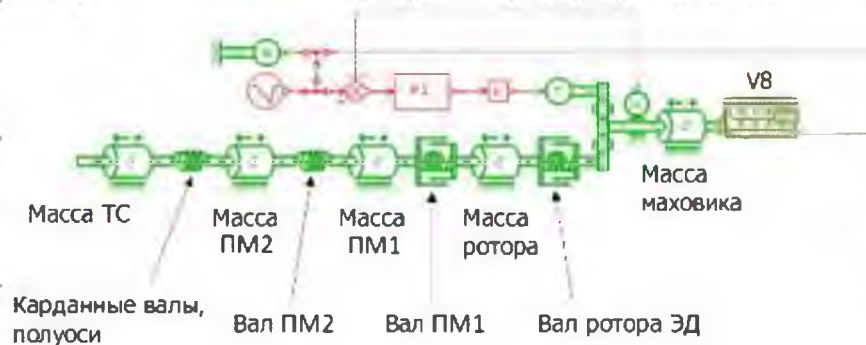 V8
Масса ТС
Масса
ПМ2
Масса
ПМ1
Масса
ротора
Масса
маховика
Карданные валы,
полуоси
Вал ПМ2
Вал ПМ1
Вал ротора ЭД